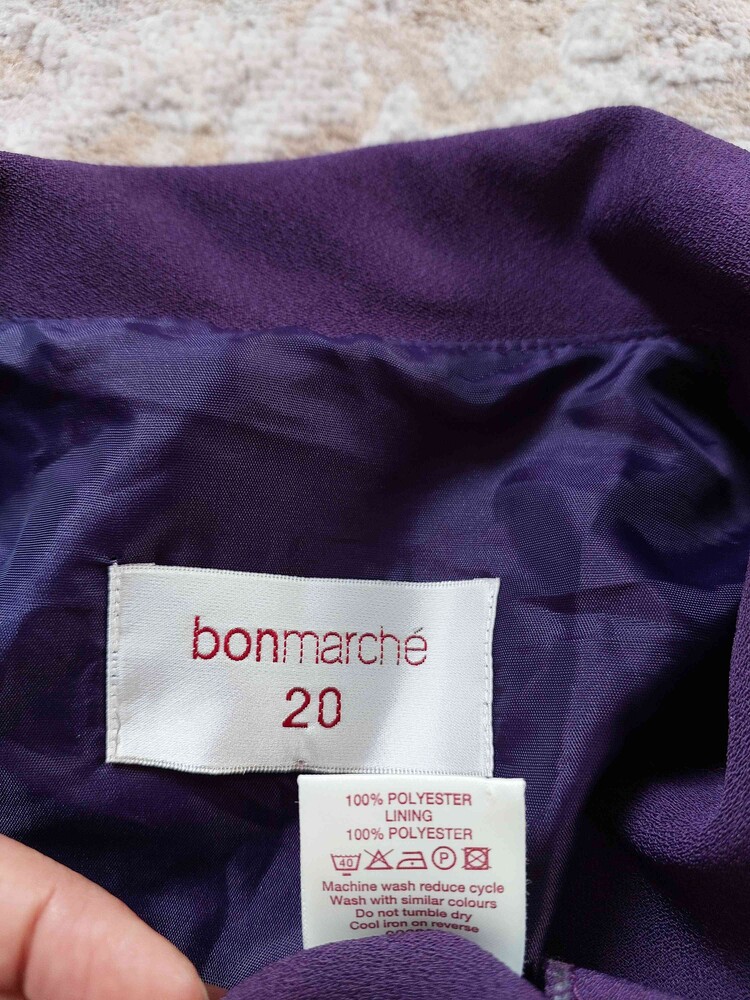 bonmarché
20
100% POLYESTER
LINING
100% POLYESTER
40 P
Machine wash reduce cycle
Wash with similar colours
Do not tumble dry
Cool iron on reverse